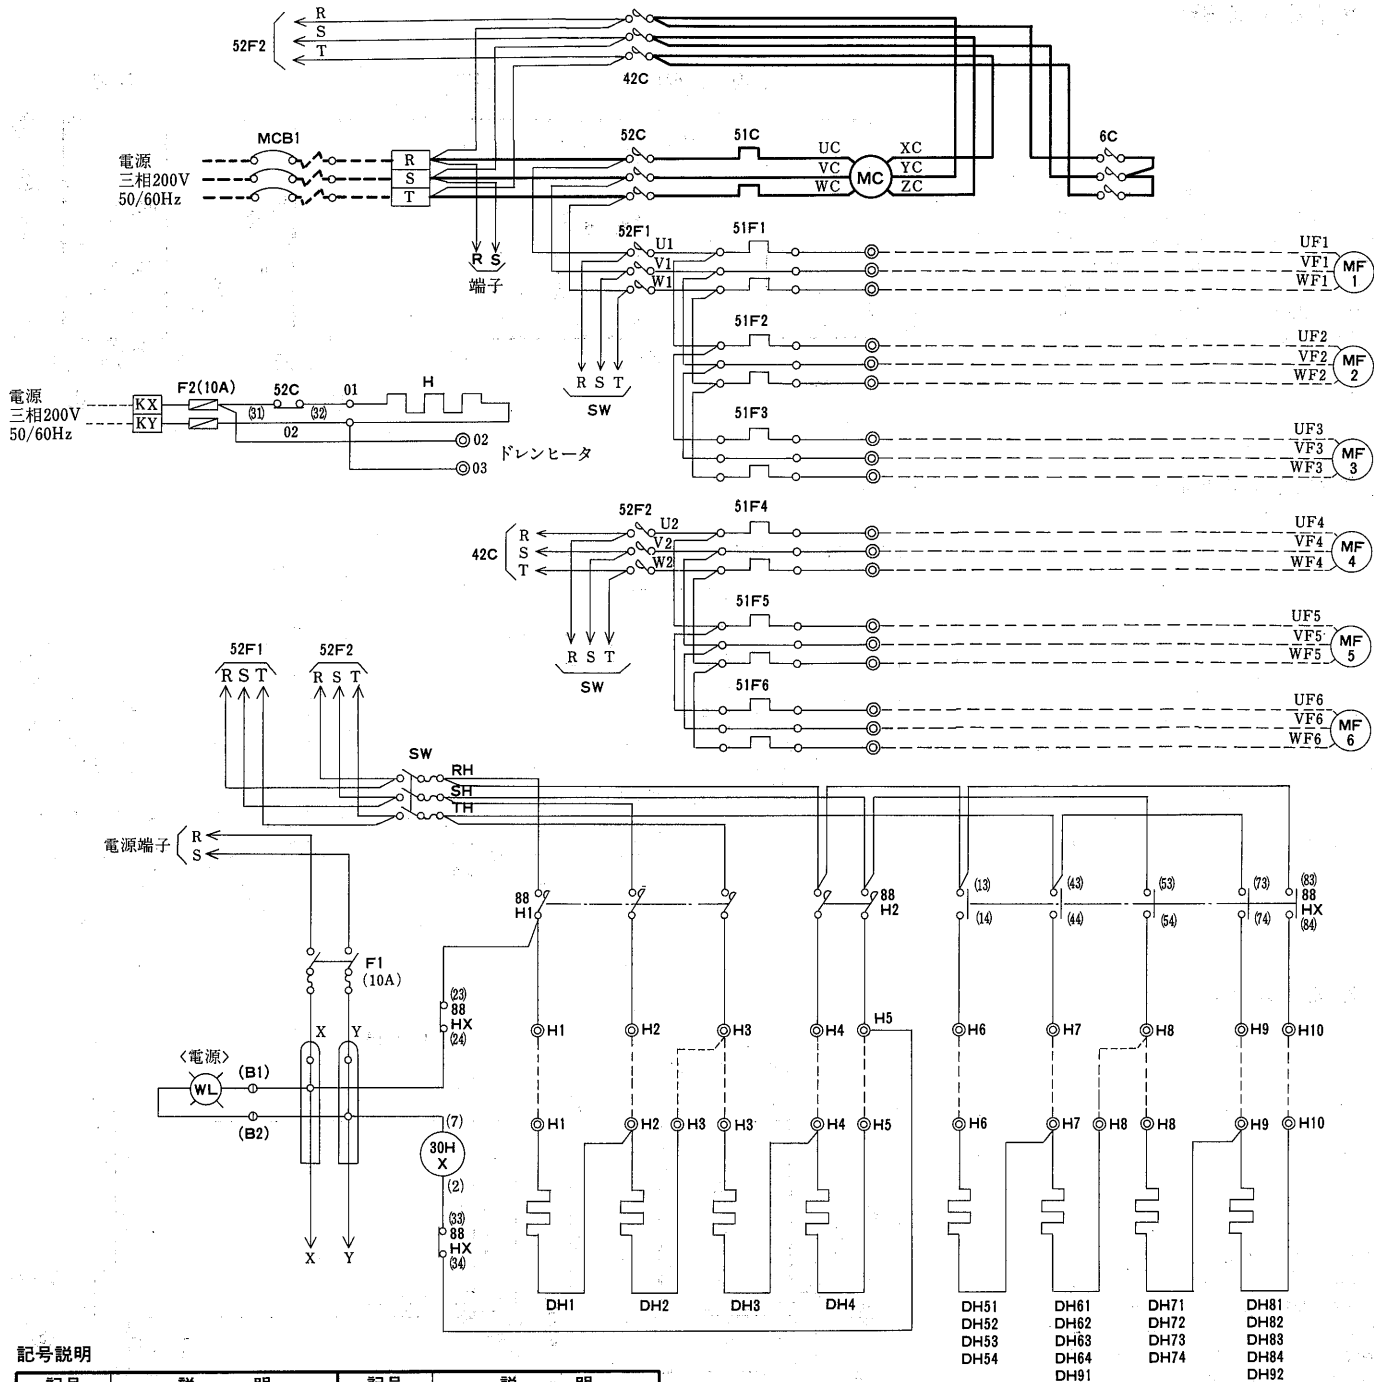 52F2
R
S
T
42C
MCB1
52C
51C
6C
電源
三相200V
50/60Hz
R
S
T
UC
VC
WC
MC
XC
YC
ZC
R S
端子
52F1
U1
V1
W1
51F1
UF1
VF1
WF1
MF
1
51F2
UF2
VF2
WF2
MF
2
R S T
SW
電源
三相200V
50/60Hz
KX
KY
F2(10A)
52C
(31)
(32)
01
H
02
02
03
ドレンヒータ
51F3
UF3
VF3
WF3
MF
3
42C
R
S
T
52F2
U2
V2
W2
51F4
UF4
VF4
WF4
MF
4
51F5
UF5
VF5
WF5
MF
5
R S T
SW
51F6
UF6
VF6
WF6
MF
6
52F1
R S T
52F2
R S T
SW
RH
SH
TH
電源端子
R
S
F1
(10A)
88
H1
88
H2
(13)
(14)
(43)
(44)
(53)
(54)
(73)
(74)
(83)
88
HX
(84)
(23)
88
HX
(24)
X
Y
H1
H2
H3
H4
H5
H6
H7
H8
H9
H10
〈電源〉
WL
(B1)
(B2)
(7)
30H
X
(2)
(33)
88
HX
(34)
H1
H2
H3
H3
H4
H5
H6
H7
H8
H8
H9
H10
X
Y
DH1
DH2
DH3
DH4
DH51
DH52
DH53
DH54
DH61
DH62
DH63
DH64
DH91
DH71
DH72
DH73
DH74
DH81
DH82
DH83
DH84
DH92
記号説明
記号 説 明 記号 説 明